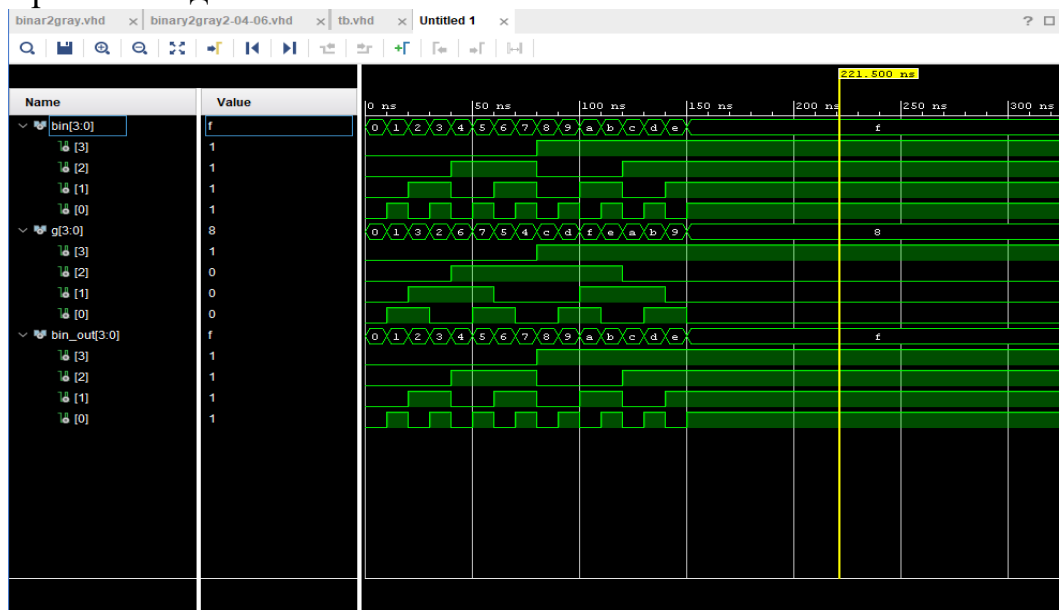 binar2gray.vhd × binary2gray2-04-06.vhd × tb.vhd × Untitled 1 × ?
221.500 ns
Name Value 0 ns 50 ns 100 ns 150 ns 200 ns 250 ns 300 ns
bin[3:0] f 0 1 2 3 4 5 6 7 8 9 a b c d e f
[3] 1
[2] 1
[1] 1
[0] 1
g[3:0] 8 0 1 3 2 6 7 5 4 c d f e a b 9 8
[3] 1
[2] 0
[1] 0
[0] 0
bin_out[3:0] f 0 1 2 3 4 5 6 7 8 9 a b c d e f
[3] 1
[2] 1
[1] 1
[0] 1